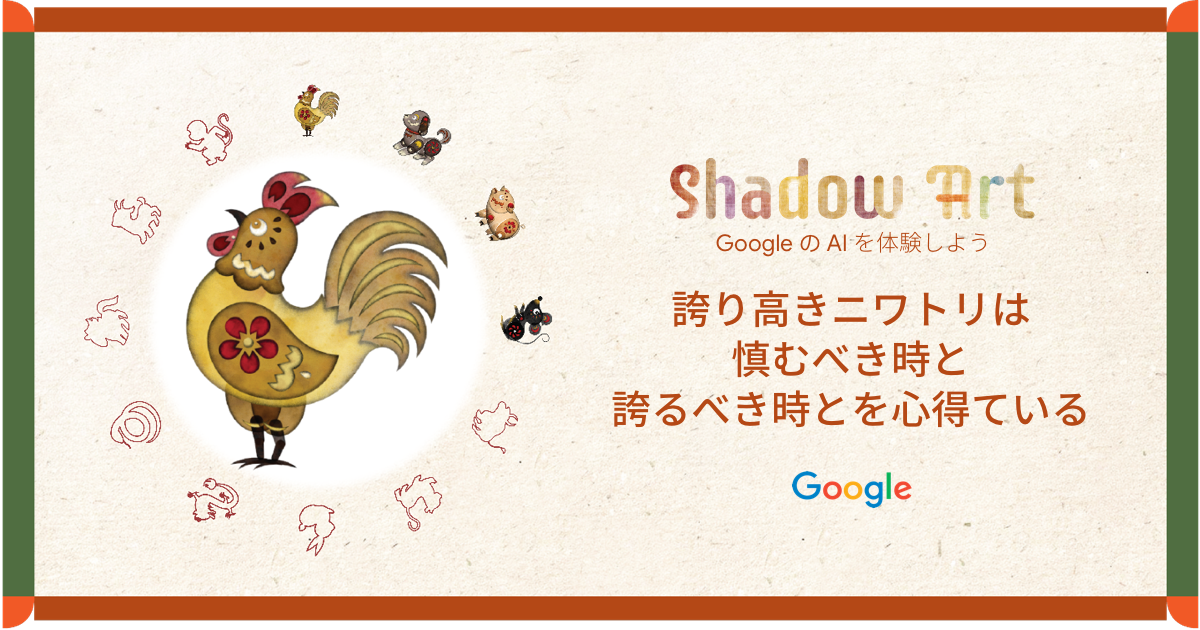 Shadow Art
Google の AI を体験しよう
誇り高きニワトリは
慎むべき時と
誇るべき時とを心得ている
Google